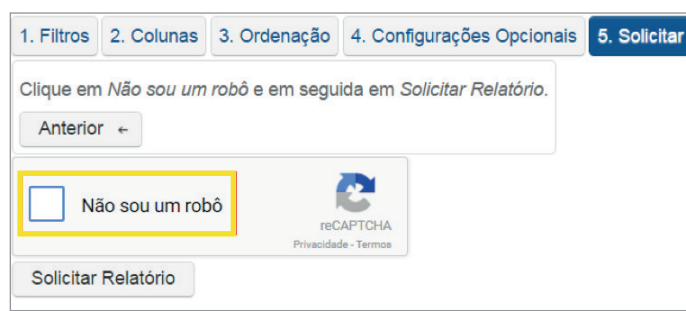 1. Filtros 2. Colunas 3. Ordenação 4. Configurações Opcionais 5. Solicitar
Clique em Não sou um robô e em seguida em Solicitar Relatório.
Anterior ←
Não sou um robô
reCAPTCHA
Privacidade - Termos
Solicitar Relatório